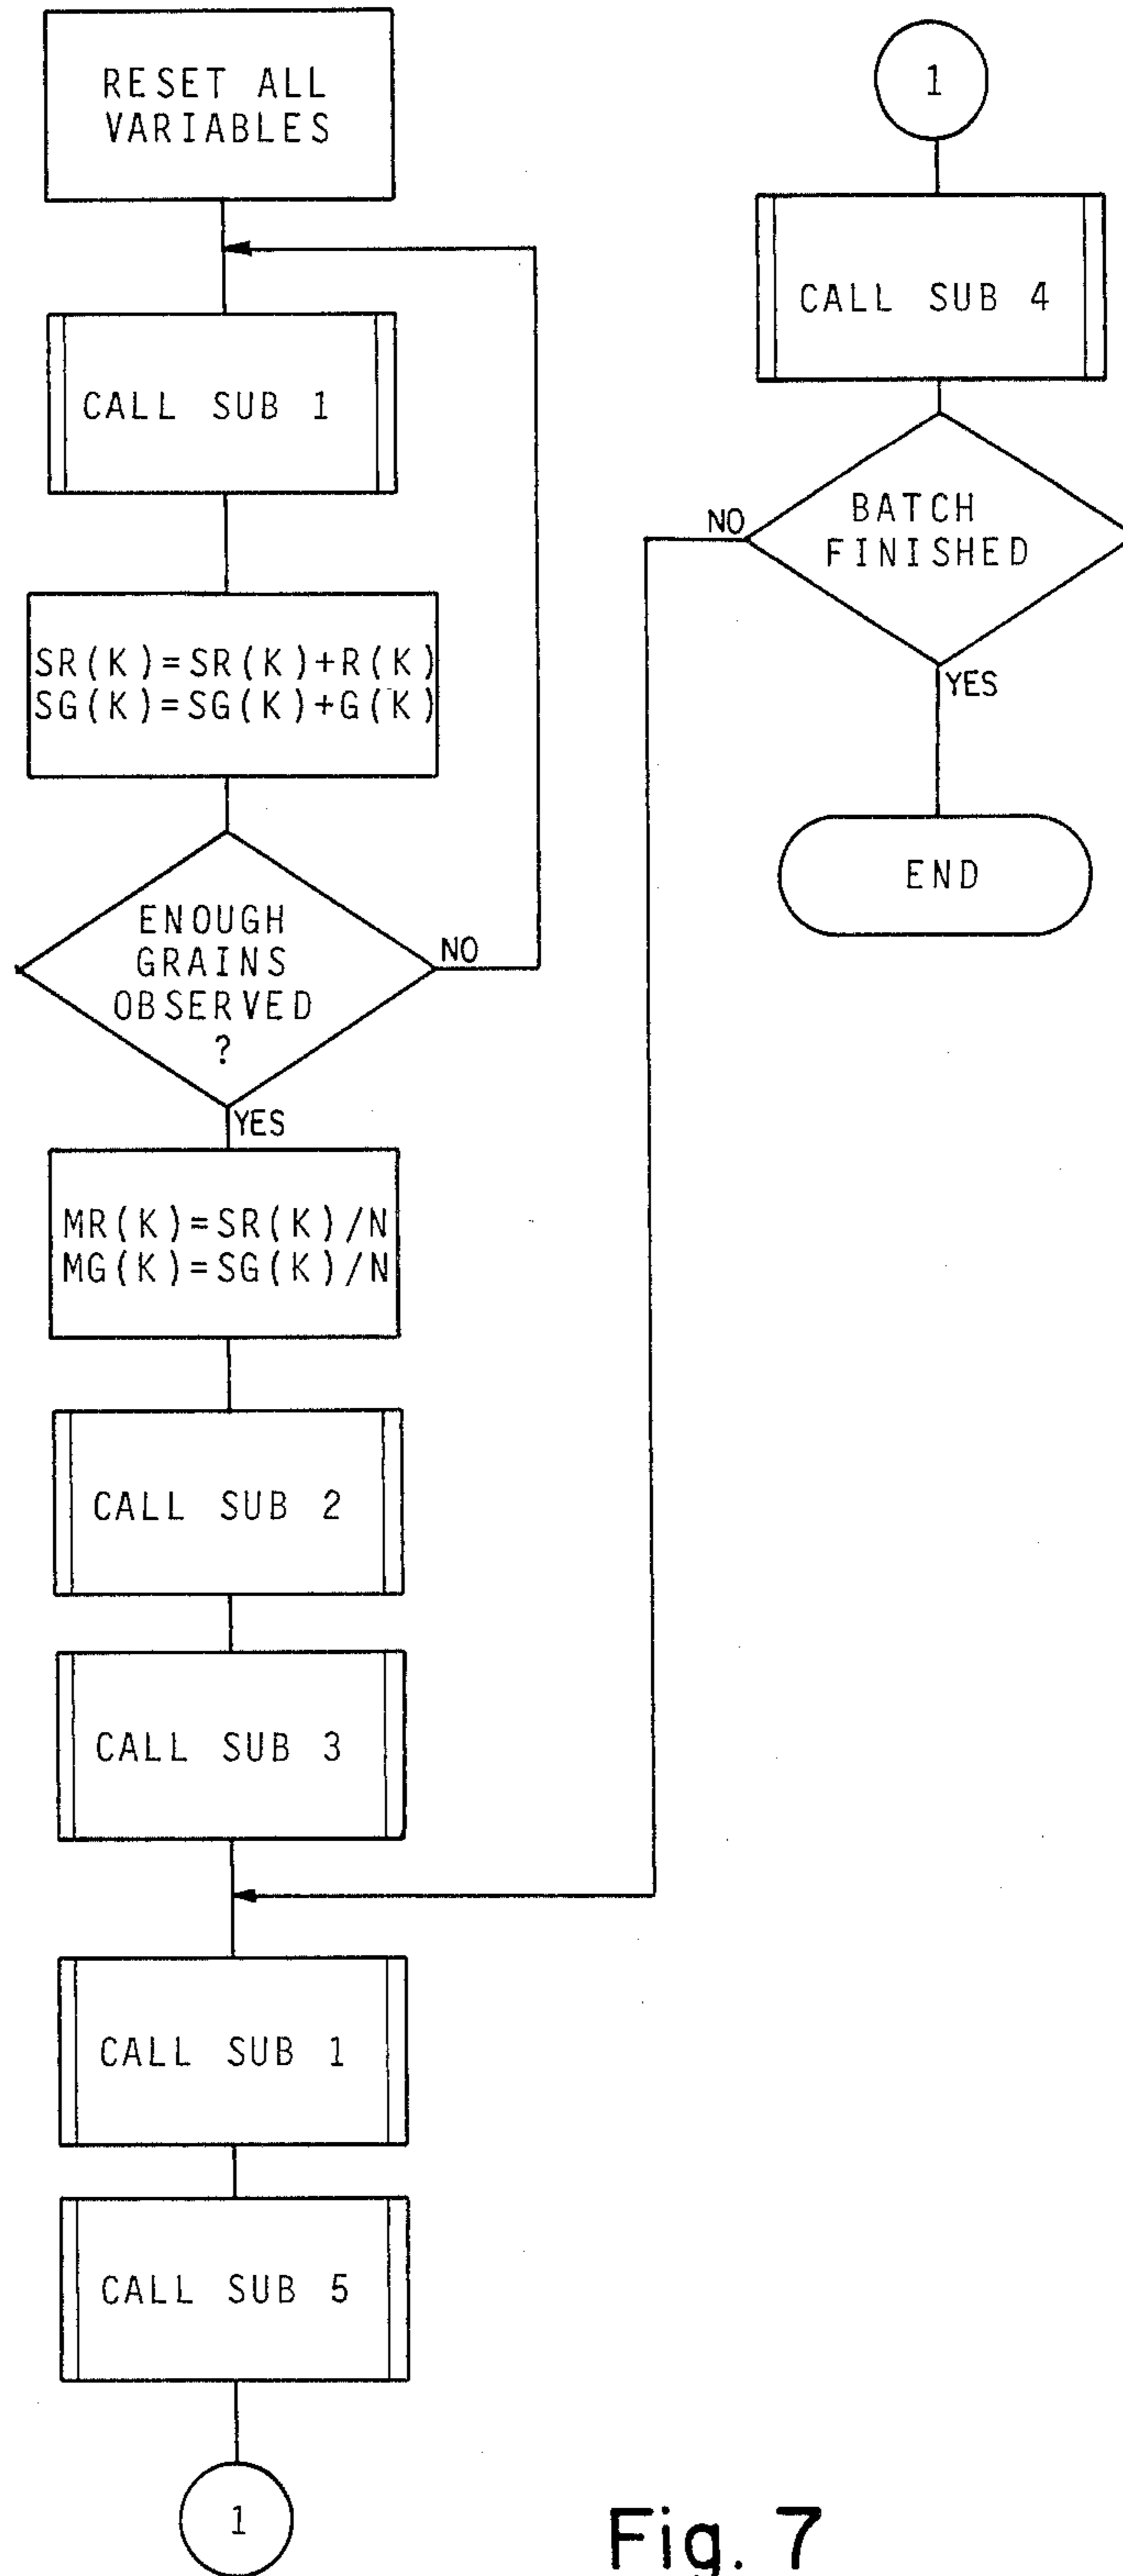 RESET ALL
VARIABLES
CALL SUB 1
SR(K)=SR(K)+R(K)
SG(K)=SG(K)+G(K)
ENOUGH
GRAINS
OBSERVED
?
NO
YES
MR(K)=SR(K)/N
MG(K)=SG(K)/N
CALL SUB 2
CALL SUB 3
CALL SUB 1
CALL SUB 5
1
1
CALL SUB 4
BATCH
FINISHED
NO
YES
END
Fig. 7